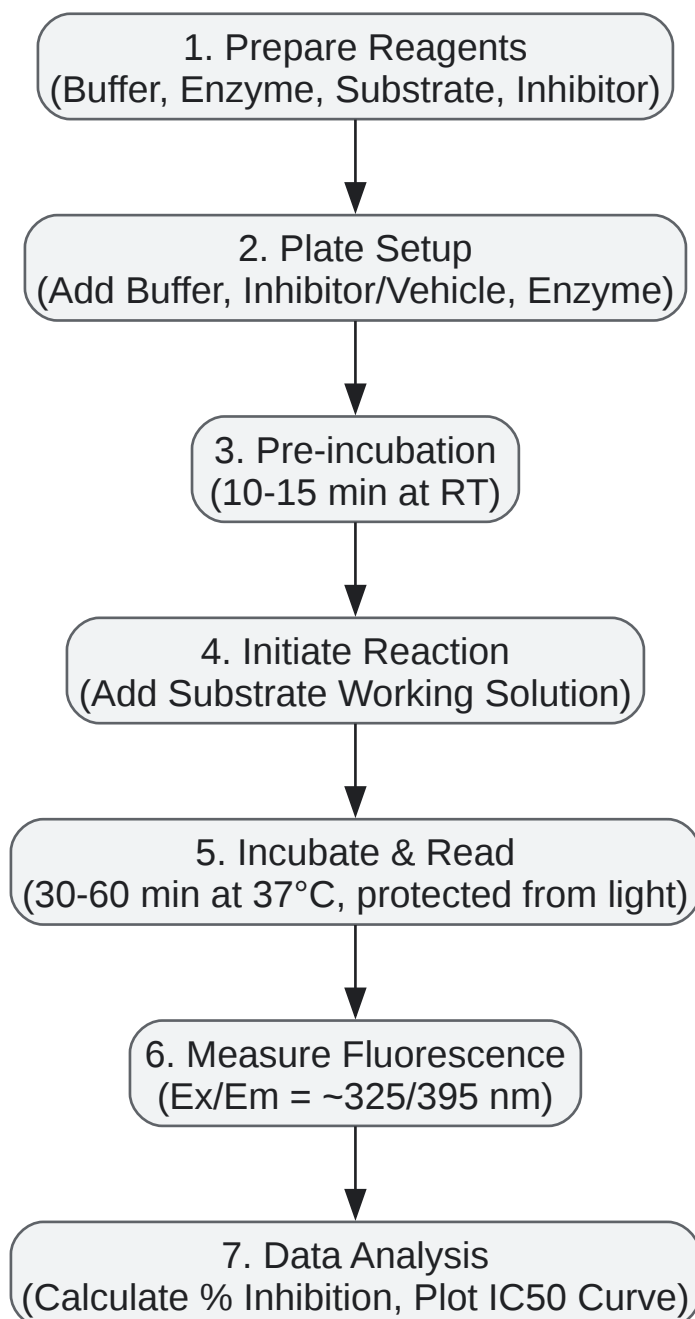 1. Prepare Reagents
(Buffer, Enzyme, Substrate, Inhibitor)
2. Plate Setup
(Add Buffer, Inhibitor/Vehicle, Enzyme)
3. Pre-incubation
(10-15 min at RT)
4. Initiate Reaction
(Add Substrate Working Solution)
5. Incubate & Read
(30-60 min at 37°C, protected from light)
6. Measure Fluorescence
(Ex/Em = ~325/395 nm)
7. Data Analysis
(Calculate % Inhibition, Plot IC50 Curve)